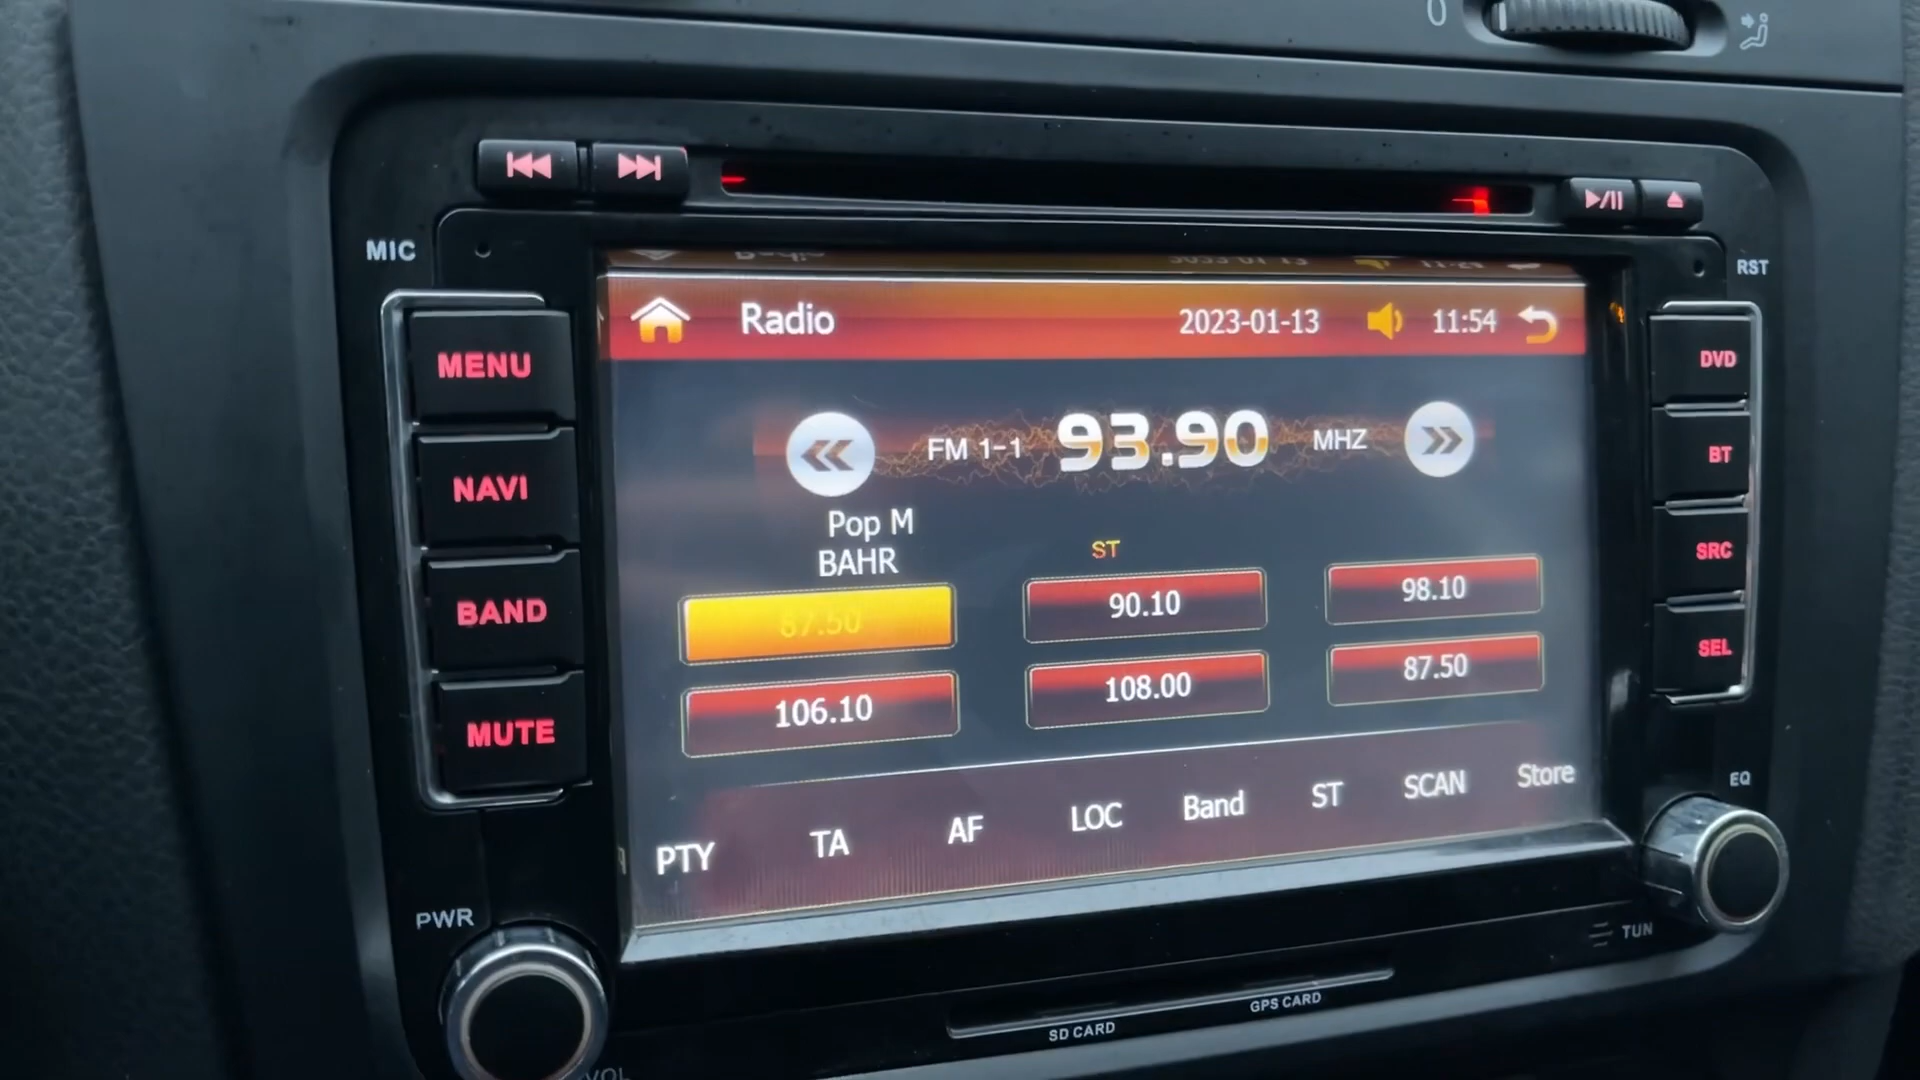 0
MIC
RST
Radio 2023-01-13 11:54
MENU
NAVI
BAND
MUTE
FM 1-1 93.90 MHZ
Pop M
BAHR
ST
87.50 90.10 98.10
106.10 108.00 87.50
PTY TA AF LOC Band ST SCAN Store
DVD
BT
SRC
SEL
EQ
PWR
TUN
VOL
SD CARD
GPS CARD